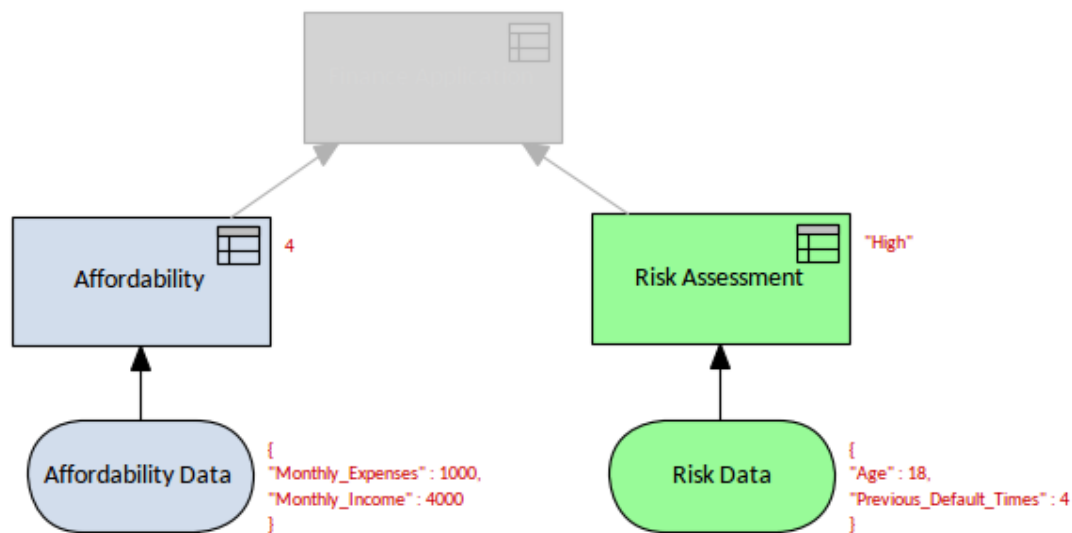 Affordability
4
Risk Assessment
"High"
Affordability Data
{
"Monthly_Expenses" : 1000,
"Monthly_Income" : 4000
}
Risk Data
{
"Age" : 18,
"Previous_Default_Times" : 4
}